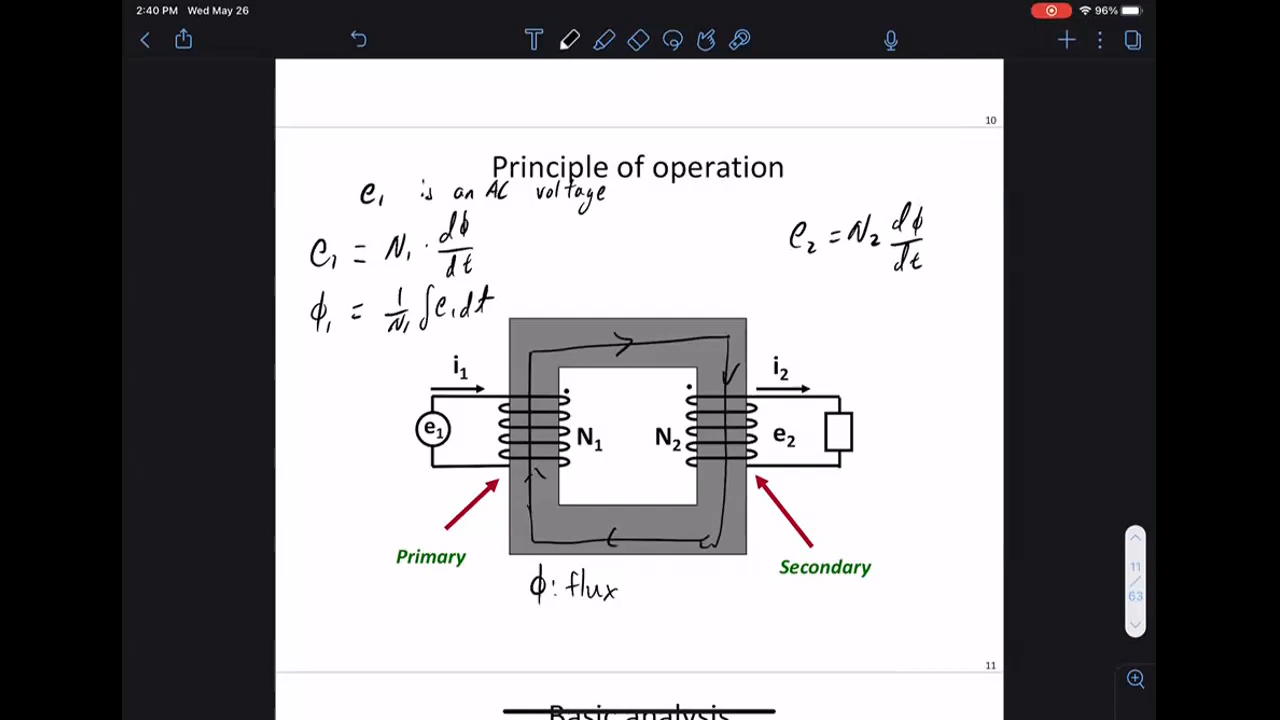 2:40 PM Wed May 26
96%
10
Principle of operation
e₁ is an AC voltage
e₁ = N₁ · dϕ/dt
e₂ = N₂ dϕ/dt
ϕ₁ = 1/N₁ ∫e₁dt
i₁
i₂
e₁
N₁
N₂
e₂
Primary
Secondary
ϕ: flux
11
/
63
11
Basic analysis